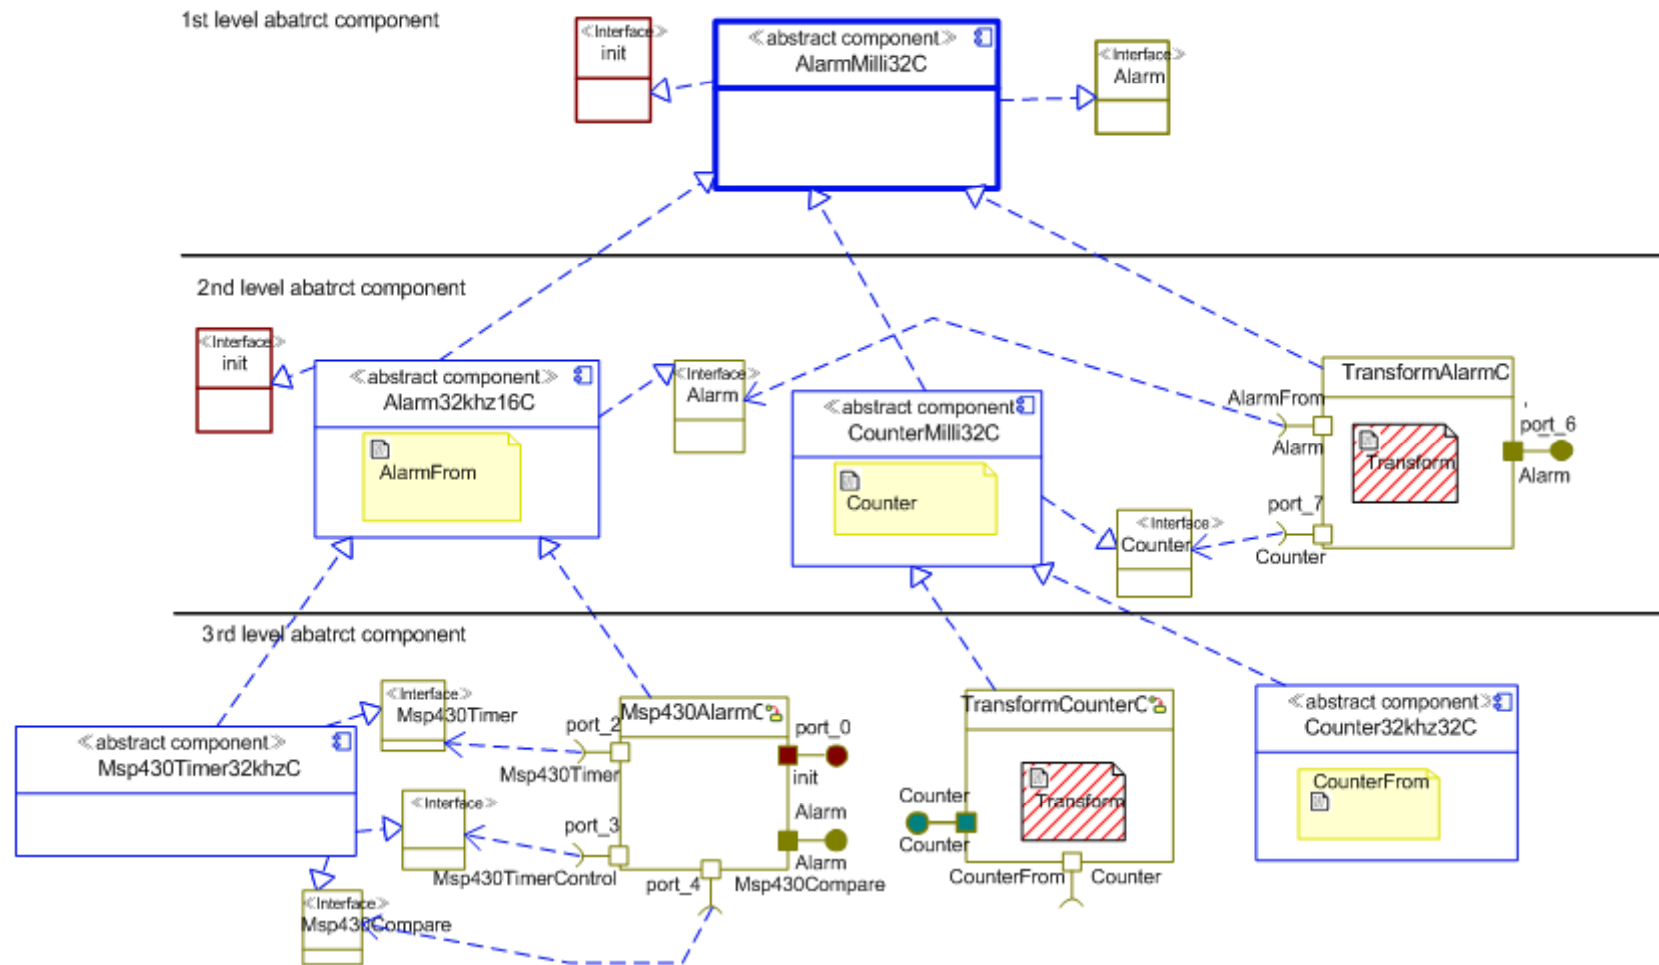 1st level abatrct component
≪Interface≫
init
≪abstract component≫
AlarmMilli32C
≪Interface≫
Alarm
2nd level abatrct component
≪Interface≫
init
≪abstract component≫
Alarm32khz16C
AlarmFrom
≪Interface≫
Alarm
≪abstract component
CounterMilli32C
Counter
≪Interface≫
Counter
TransformAlarmC
AlarmFrom
Alarm
Transform
port_6
Alarm
port_7
Counter
3rd level abatrct component
≪abstract component≫
Msp430Timer32khzC
≪Interface≫
Msp430Timer
≪Interface≫
≪Interface≫
Msp430Compare
Msp430AlarmC
port_2
Msp430Timer
port_0
init
port_3
Msp430TimerControl
Alarm
Alarm
port_4
Msp430Compare
TransformCounterC
Transform
Counter
Counter
CounterFrom
Counter
≪abstract component≫
Counter32khz32C
CounterFrom